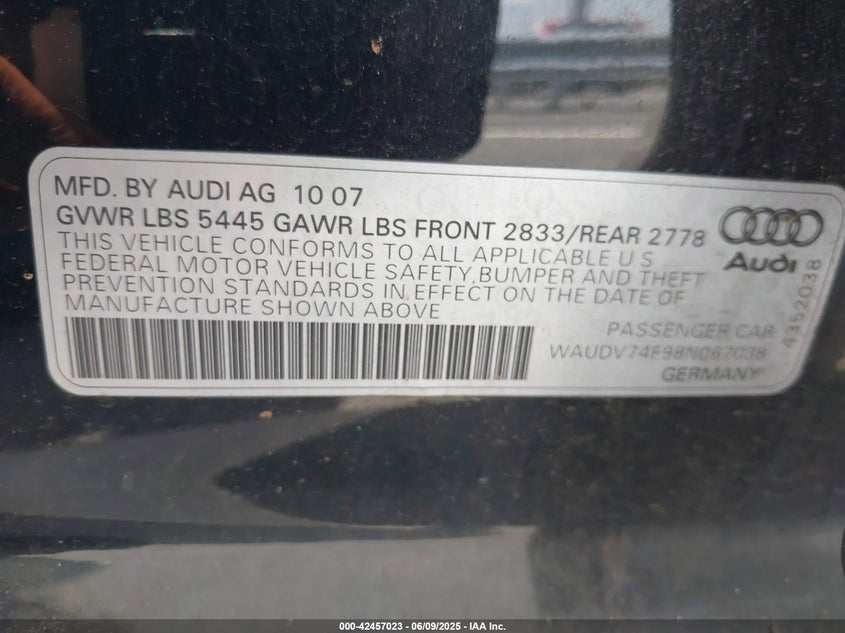 MFD. BY AUDI AG 10 07
GVWR LBS 5445 GAWR LBS FRONT 2833/REAR 2778
THIS VEHICLE CONFORMS TO ALL APPLICABLE U S
FEDERAL MOTOR VEHICLE SAFETY, BUMPER AND THEFT
PREVENTION STANDARDS IN EFFECT ON THE DATE OF
MANUFACTURE SHOWN ABOVE
Audi
PASSENGER CAR
WAUDV74F98N067038
GERMANY
4352038
000-42457023 | 06/09/2025 - IAA Inc.